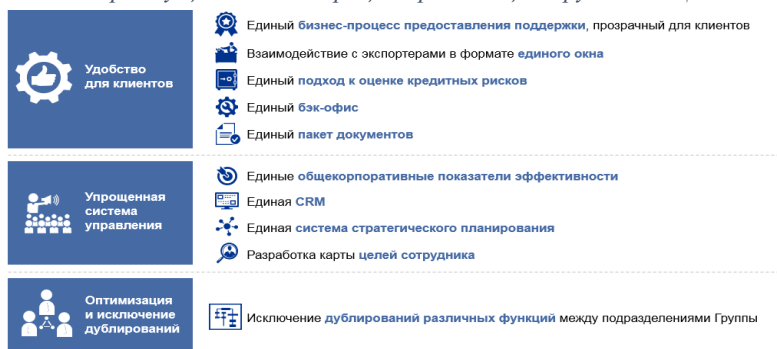 Удобство
для клиентов
Единый бизнес-процесс предоставления поддержки, прозрачный для клиентов
Взаимодействие с экспортерами в формате единого окна
Единый подход к оценке кредитных рисков
Единый бэк-офис
Единый пакет документов
Упрощенная
система
управления
Единые общекорпоративные показатели эффективности
Единая CRM
Единая система стратегического планирования
Разработка карты целей сотрудника
Оптимизация
и исключение
дублирований
Исключение дублирований различных функций между подразделениями Группы